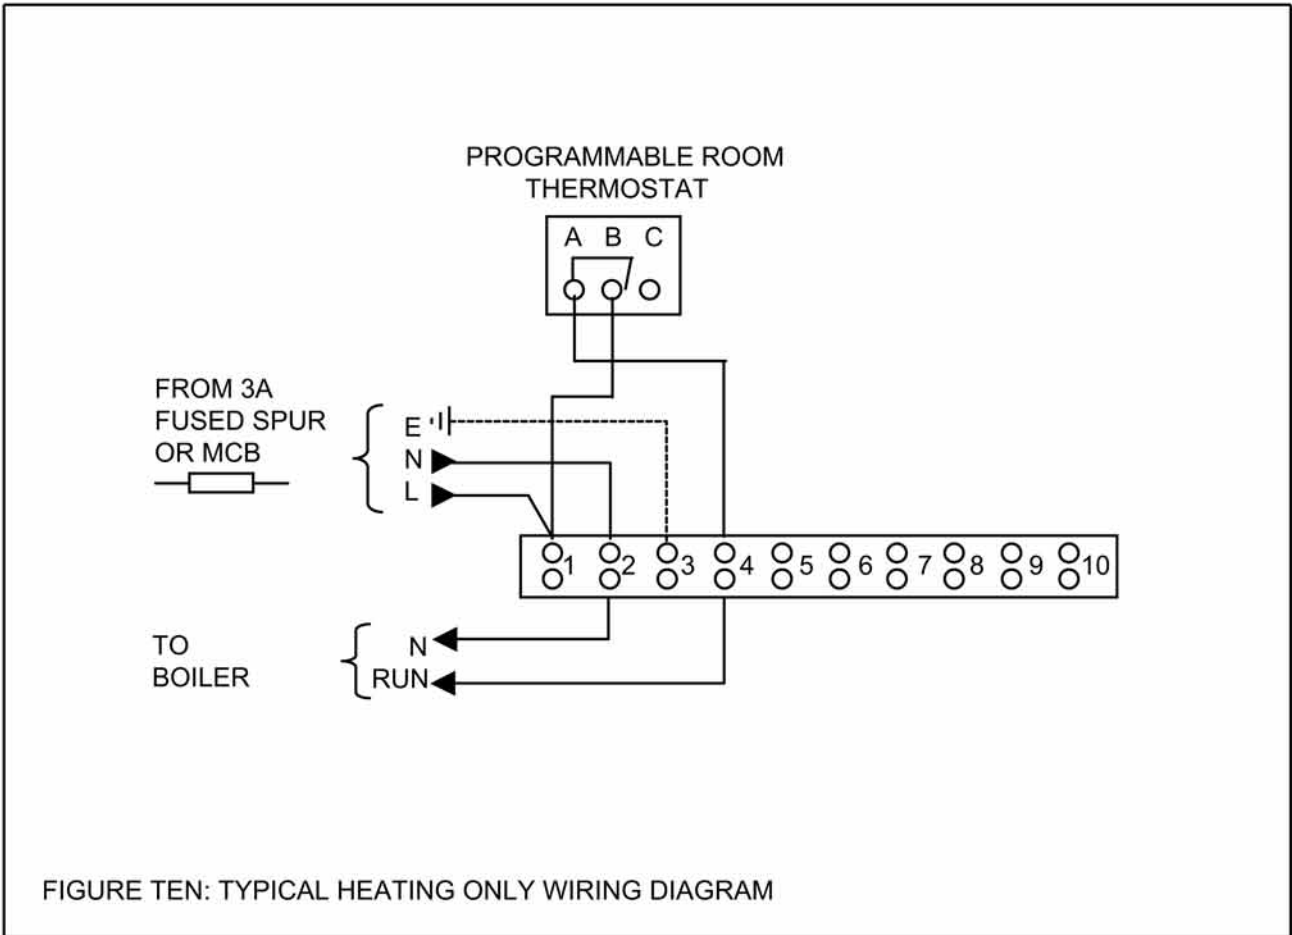 PROGRAMMABLE ROOM
THERMOSTAT
A B C
FROM 3A
FUSED SPUR
OR MCB
E
N
L
1 2 3 4 5 6 7 8 9 10
TO
BOILER
N
RUN
FIGURE TEN: TYPICAL HEATING ONLY WIRING DIAGRAM